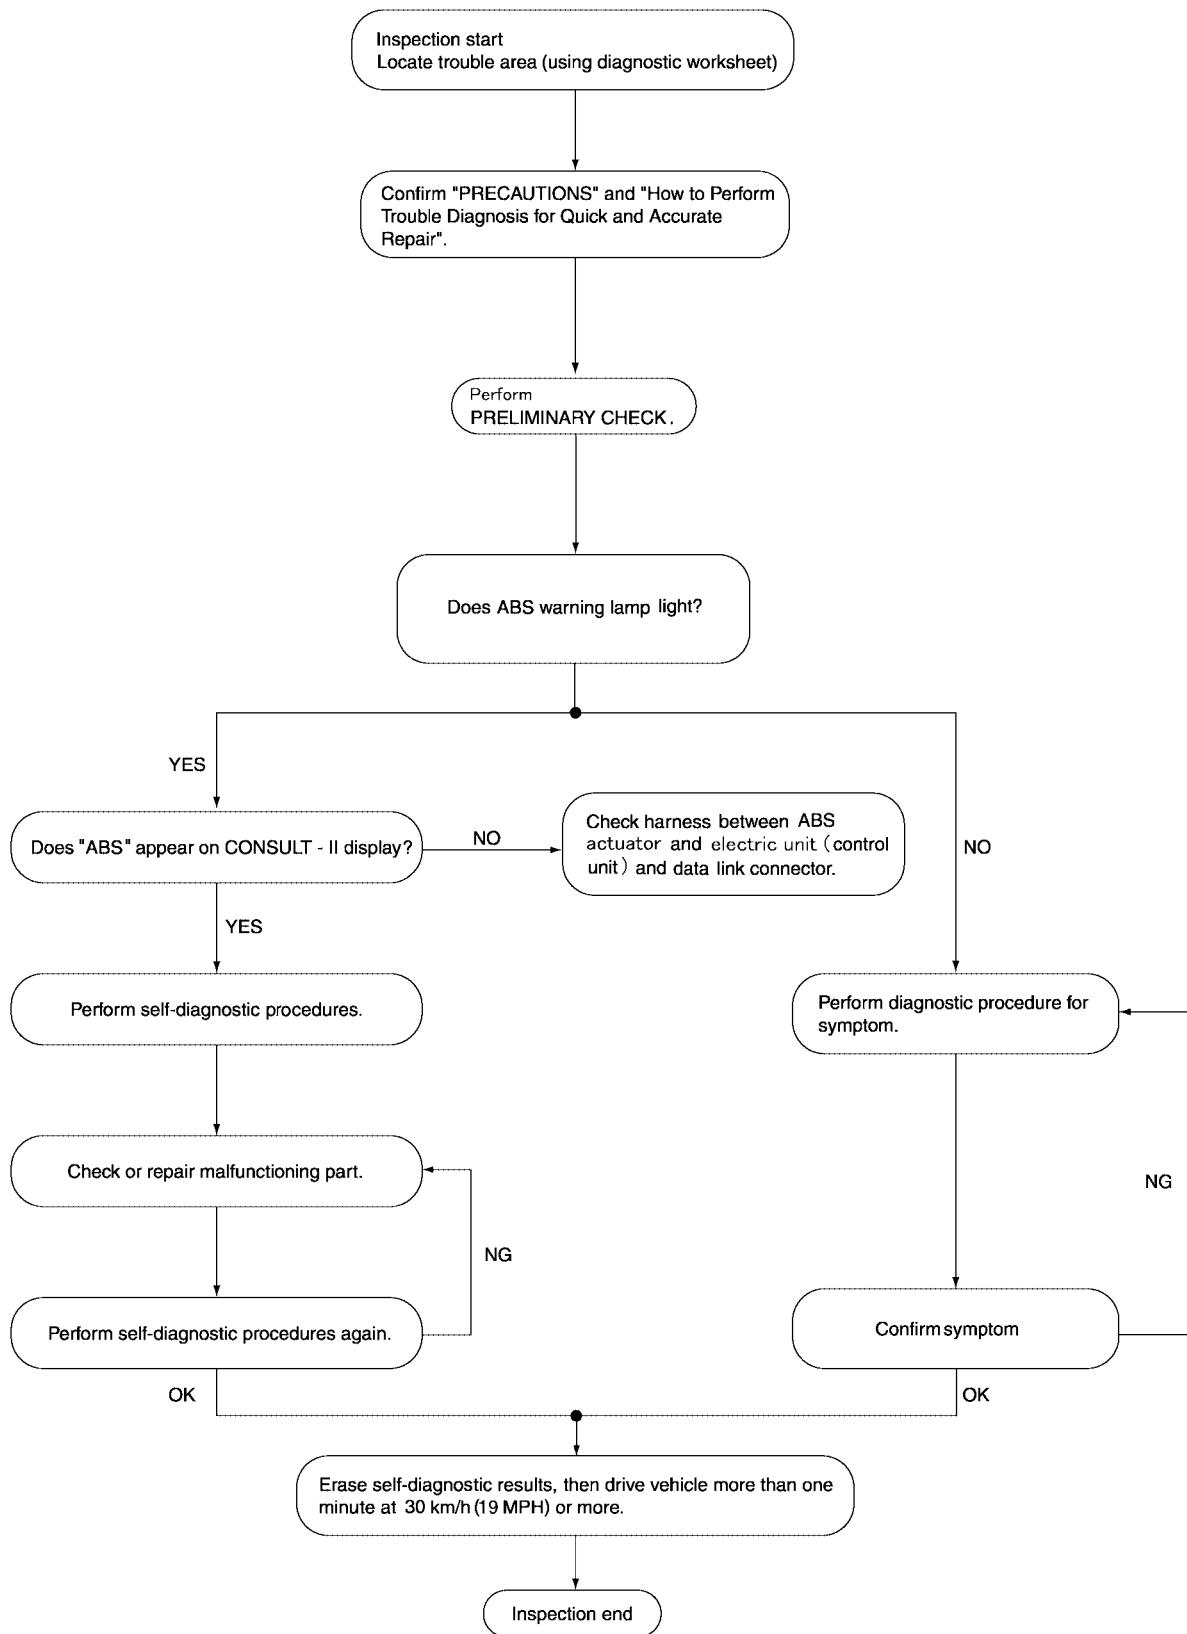 Inspection start
Locate trouble area (using diagnostic worksheet)
Confirm "PRECAUTIONS" and "How to Perform
Trouble Diagnosis for Quick and Accurate
Repair".
Perform
PRELIMINARY CHECK.
Does ABS warning lamp light?
YES
NO
Does "ABS" appear on CONSULT - II display?
NO
Check harness between ABS
actuator and electric unit (control
unit) and data link connector.
YES
Perform self-diagnostic procedures.
Perform diagnostic procedure for
symptom.
Check or repair malfunctioning part.
NG
NG
Perform self-diagnostic procedures again.
Confirm symptom
OK
OK
Erase self-diagnostic results, then drive vehicle more than one
minute at 30 km/h (19 MPH) or more.
Inspection end